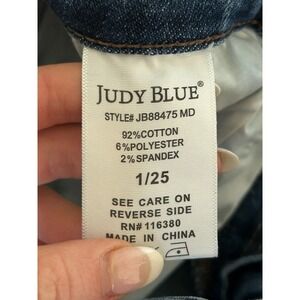 JUDY BLUE®
STYLE# JB88475 MD
92%COTTON
6%POLYESTER
2%SPANDEX
1/25
SEE CARE ON
REVERSE SIDE
RN# 116380
MADE IN CHINA